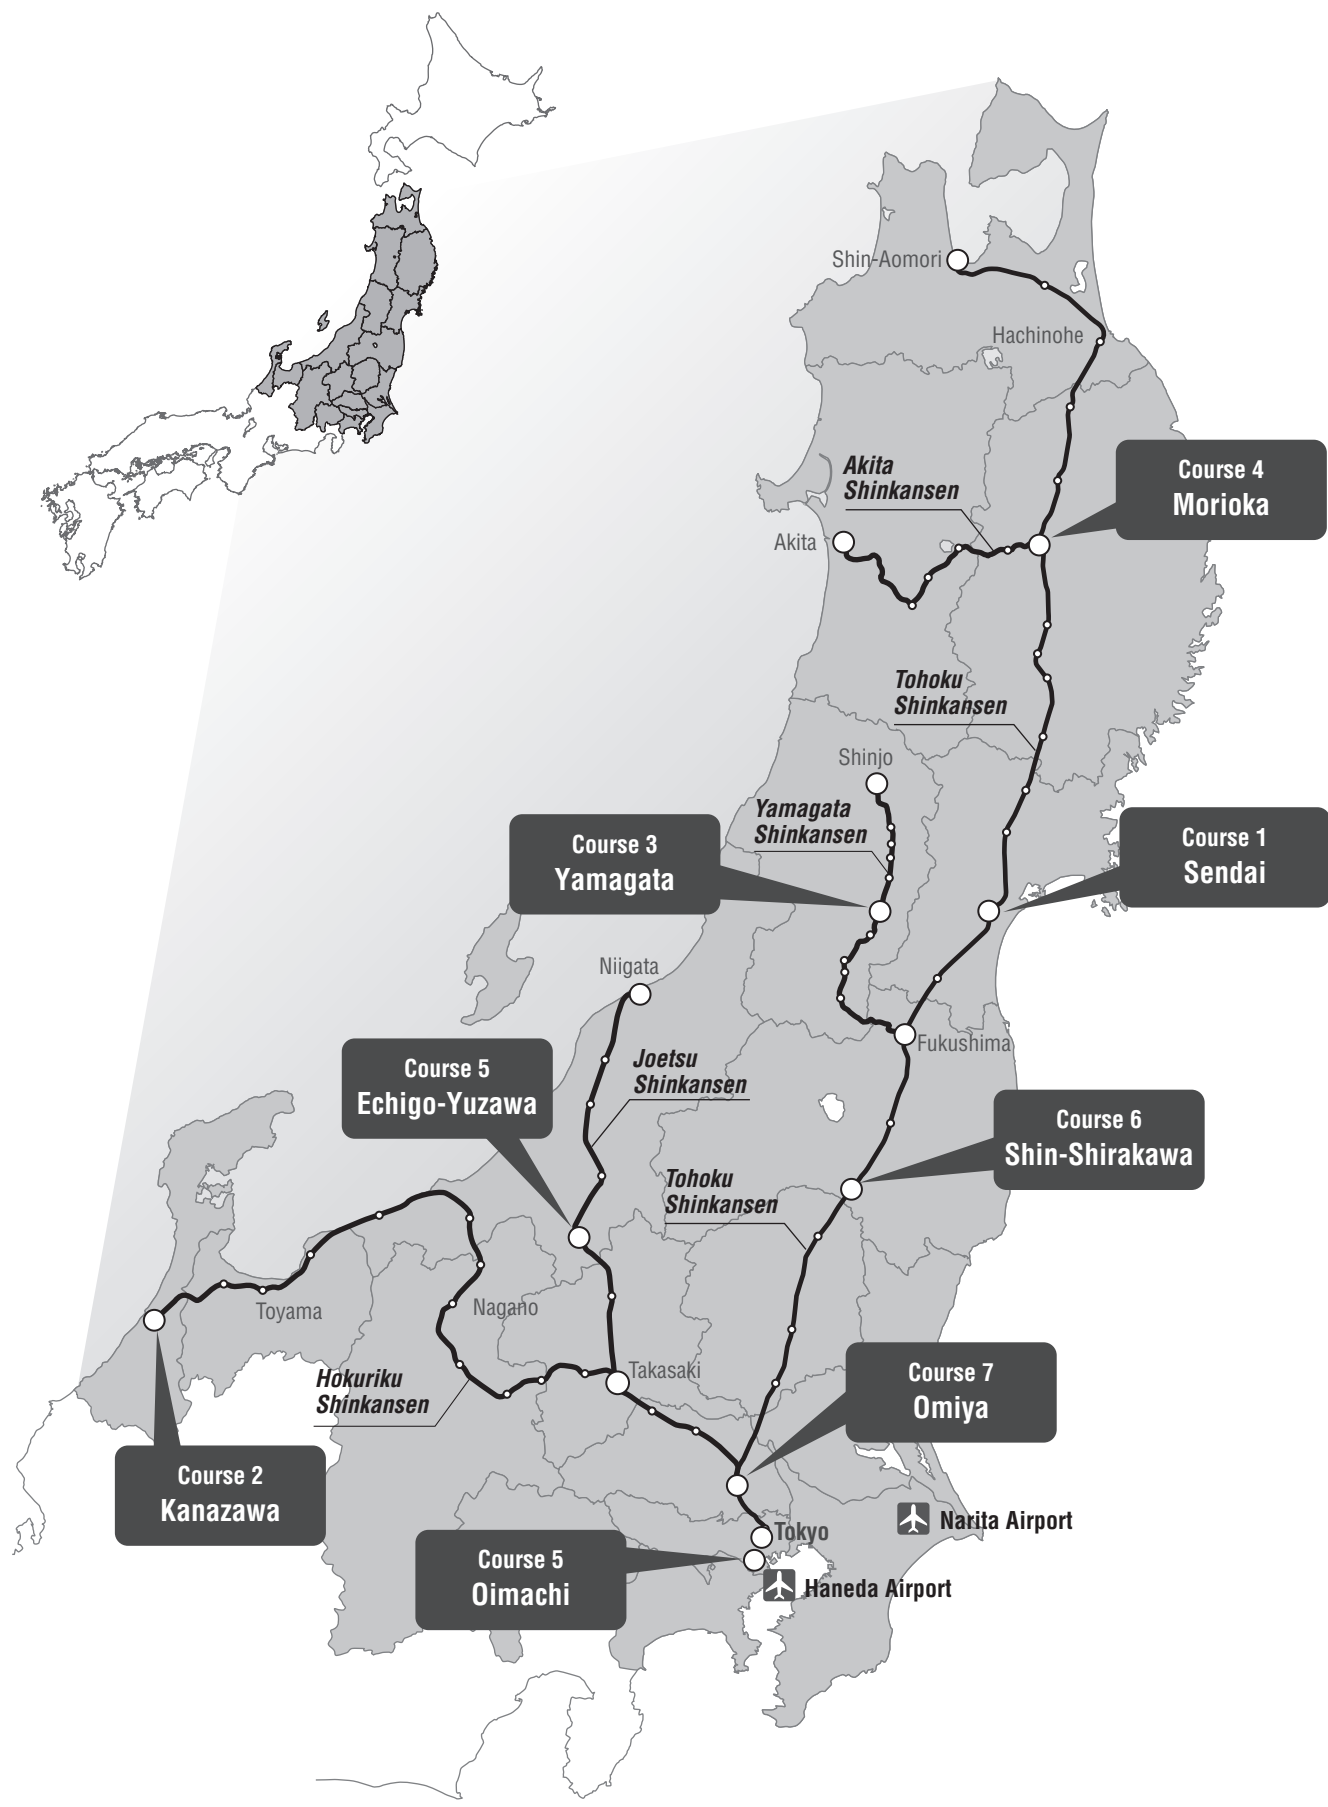 Shin-Aomori
Hachinohe
Akita
Shinkansen
Course 4
Morioka
Akita
Tohoku
Shinkansen
Shinjo
Yamagata
Shinkansen
Course 3
Yamagata
Course 1
Sendai
Niigata
Fukushima
Course 5
Echigo-Yuzawa
Joetsu
Shinkansen
Course 6
Shin-Shirakawa
Tohoku
Shinkansen
Toyama
Nagano
Takasaki
Hokuriku
Shinkansen
Course 7
Omiya
Course 2
Kanazawa
Tokyo
Narita Airport
Course 5
Oimachi
Haneda Airport